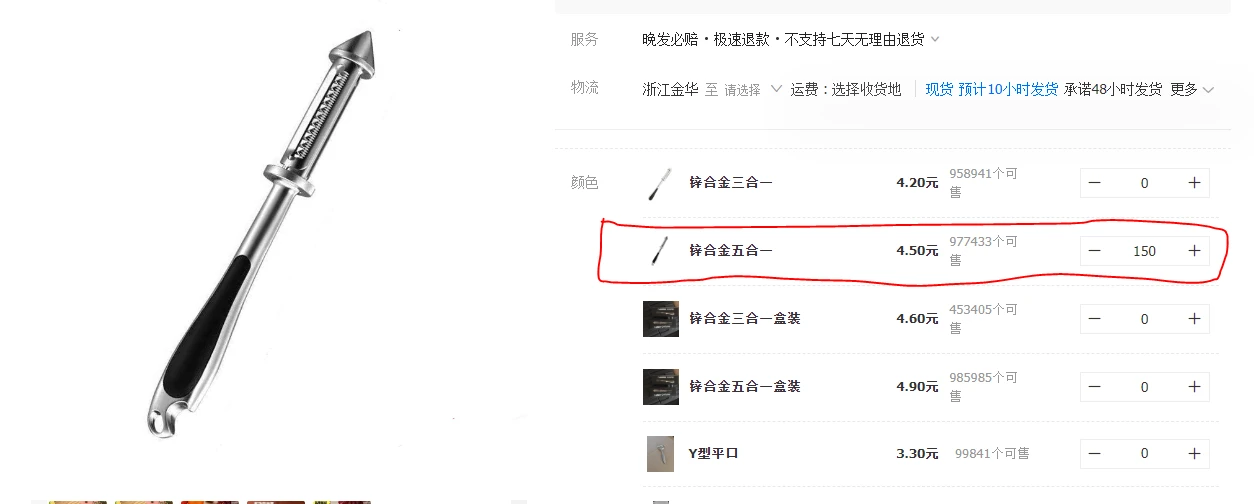 服务 晚发必赔・极速退款・不支持七天无理由退货
物流 浙江金华 至 请选择 运费：选择收货地 现货 预计10小时发货 承诺48小时发货 更多
颜色 锌合金三合一 4.20元 958941个可售 － 0 ＋
锌合金五合一 4.50元 977433个可售 － 150 ＋
锌合金三合一盒装 4.60元 453405个可售 － 0 ＋
锌合金五合一盒装 4.90元 985985个可售 － 0 ＋
Y型平口 3.30元 99841个可售 － 0 ＋